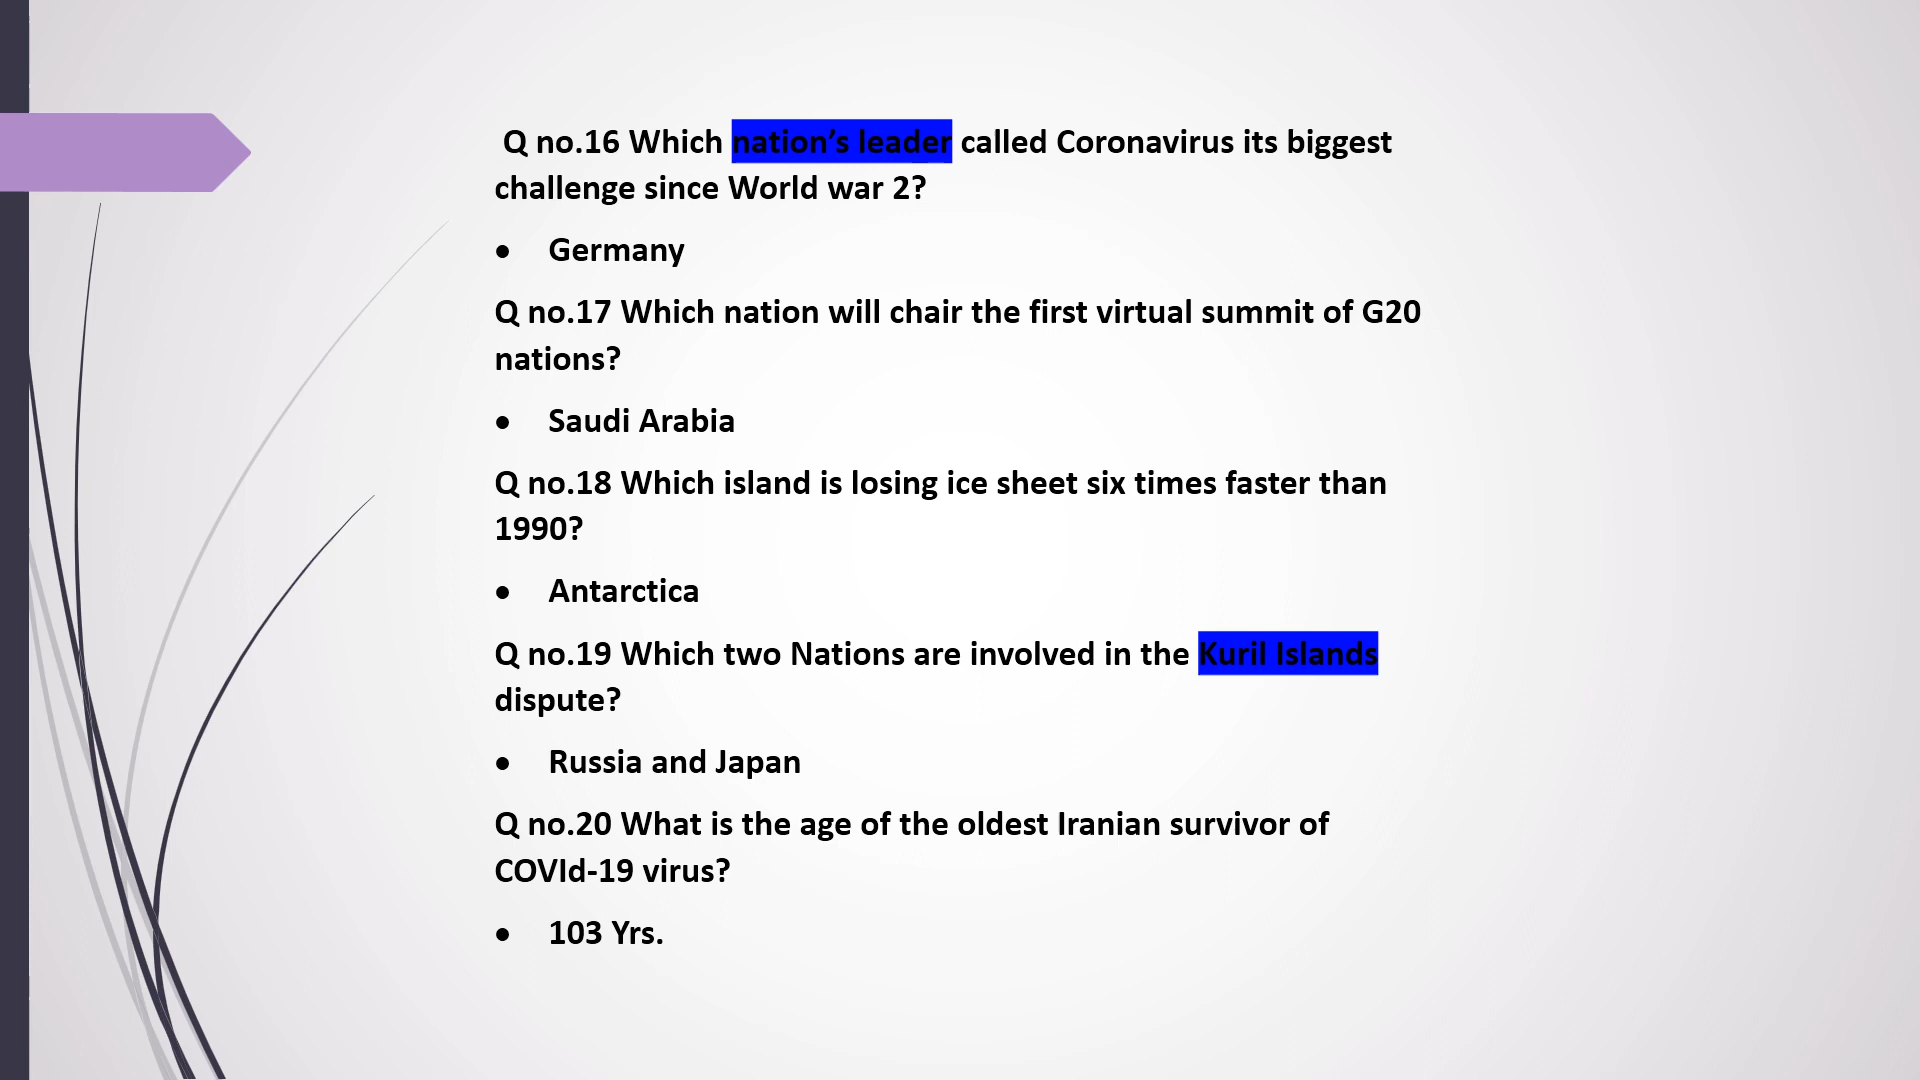 Q no.16 Which nation’s leader called Coronavirus its biggest
challenge since World war 2?
● Germany
Q no.17 Which nation will chair the first virtual summit of G20
nations?
● Saudi Arabia
Q no.18 Which island is losing ice sheet six times faster than
1990?
● Antarctica
Q no.19 Which two Nations are involved in the Kuril Islands
dispute?
● Russia and Japan
Q no.20 What is the age of the oldest Iranian survivor of
COVId-19 virus?
● 103 Yrs.